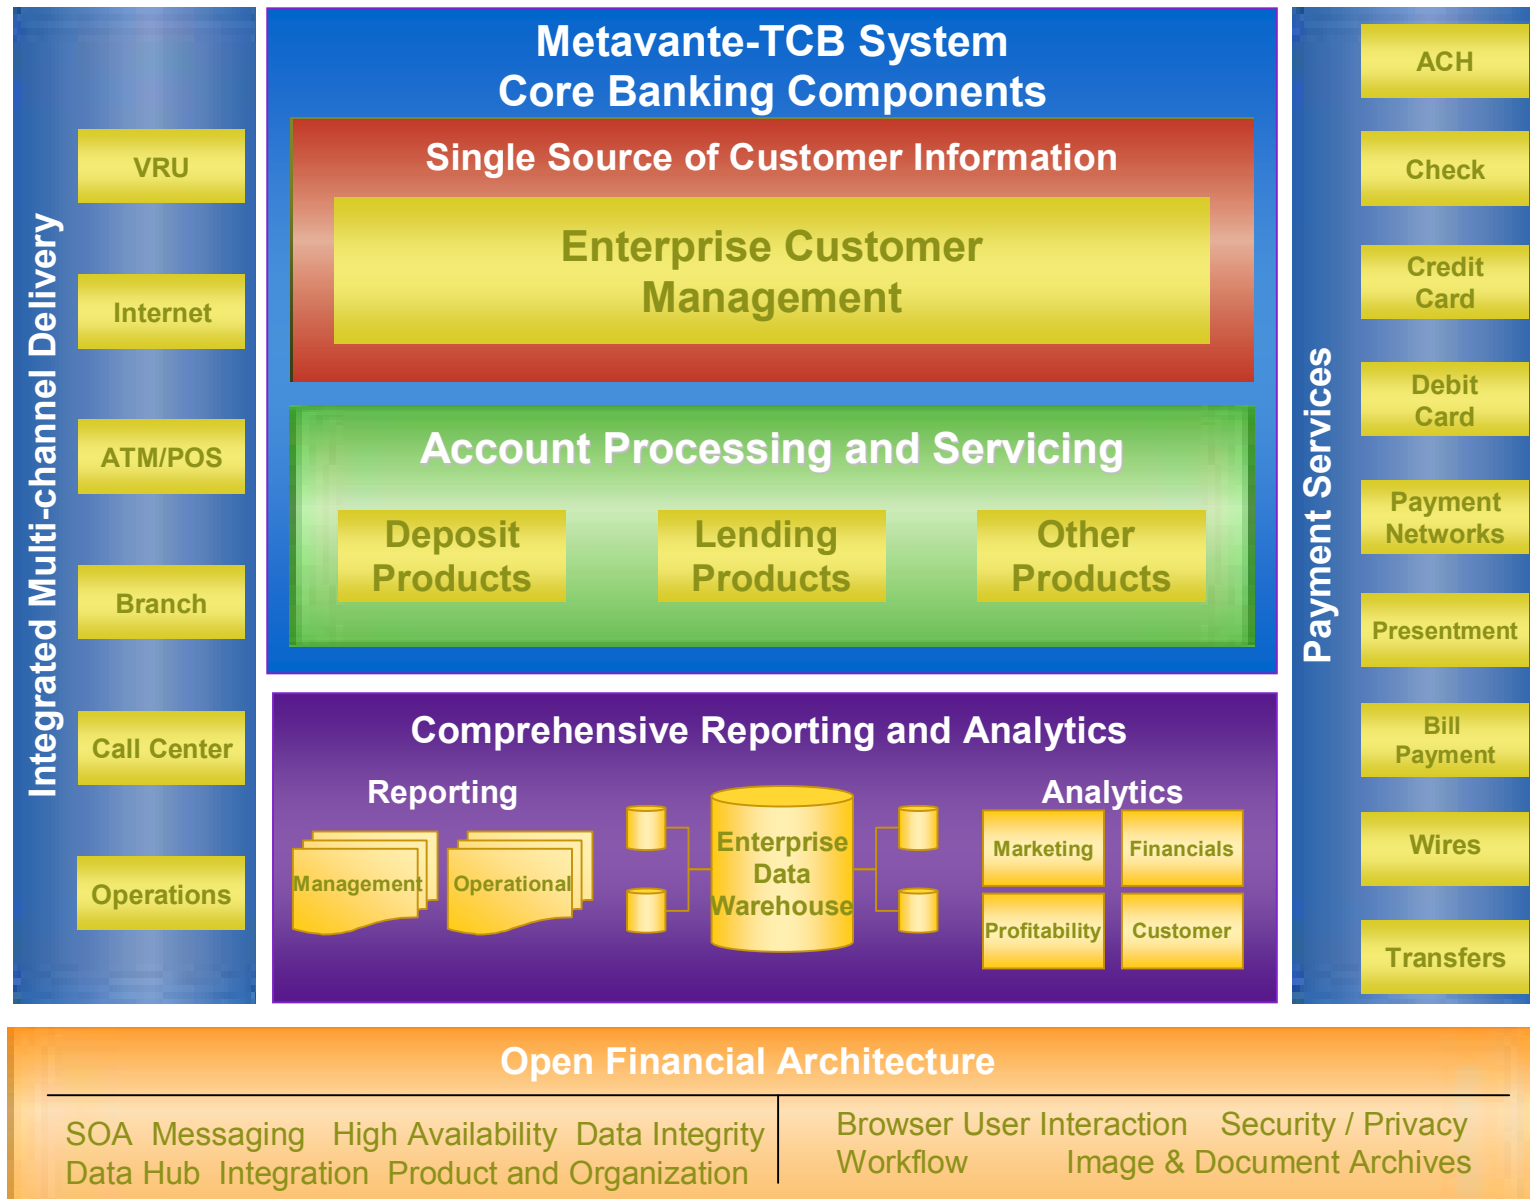 Integrated Multi-channel Delivery
VRU
Internet
ATM/POS
Branch
Call Center
Operations
Metavante-TCB System
Core Banking Components
Single Source of Customer Information
Enterprise Customer
Management
Account Processing and Servicing
Deposit
Products
Lending
Products
Other
Products
Comprehensive Reporting and Analytics
Reporting
Management
Operational
Enterprise
Data
Warehouse
Analytics
Marketing
Financials
Profitability
Customer
Payment Services
ACH
Check
Credit
Card
Debit
Card
Payment
Networks
Presentment
Bill
Payment
Wires
Transfers
Open Financial Architecture
SOA Messaging High Availability Data Integrity
Data Hub Integration Product and Organization
Browser User Interaction Security / Privacy
Workflow Image & Document Archives